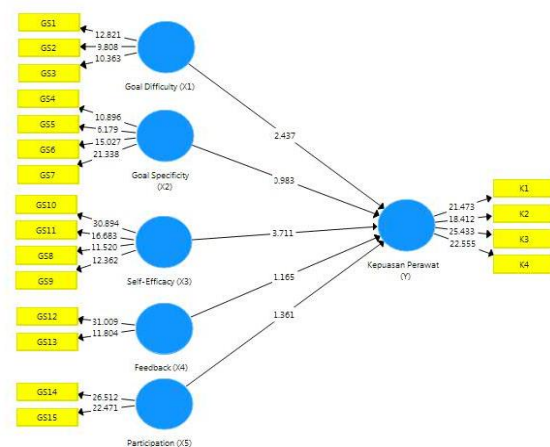 GS1
12.821
GS2
9.808
GS3
10.363
Goal Difficulty (X1)
GS4
10.896
GS5
6.179
GS6
15.027
GS7
21.338
Goal Specificity
(X2)
GS10
30.894
GS11
16.683
GS8
11.520
GS9
12.362
Self-Efficacy (X3)
GS12
31.009
GS13
11.804
Feedback (X4)
GS14
26.512
GS15
22.471
Participation (X5)
2.437
0.983
3.711
1.165
1.361
Kepuasan Perawat
(Y)
21.473
K1
18.412
K2
25.433
K3
22.555
K4